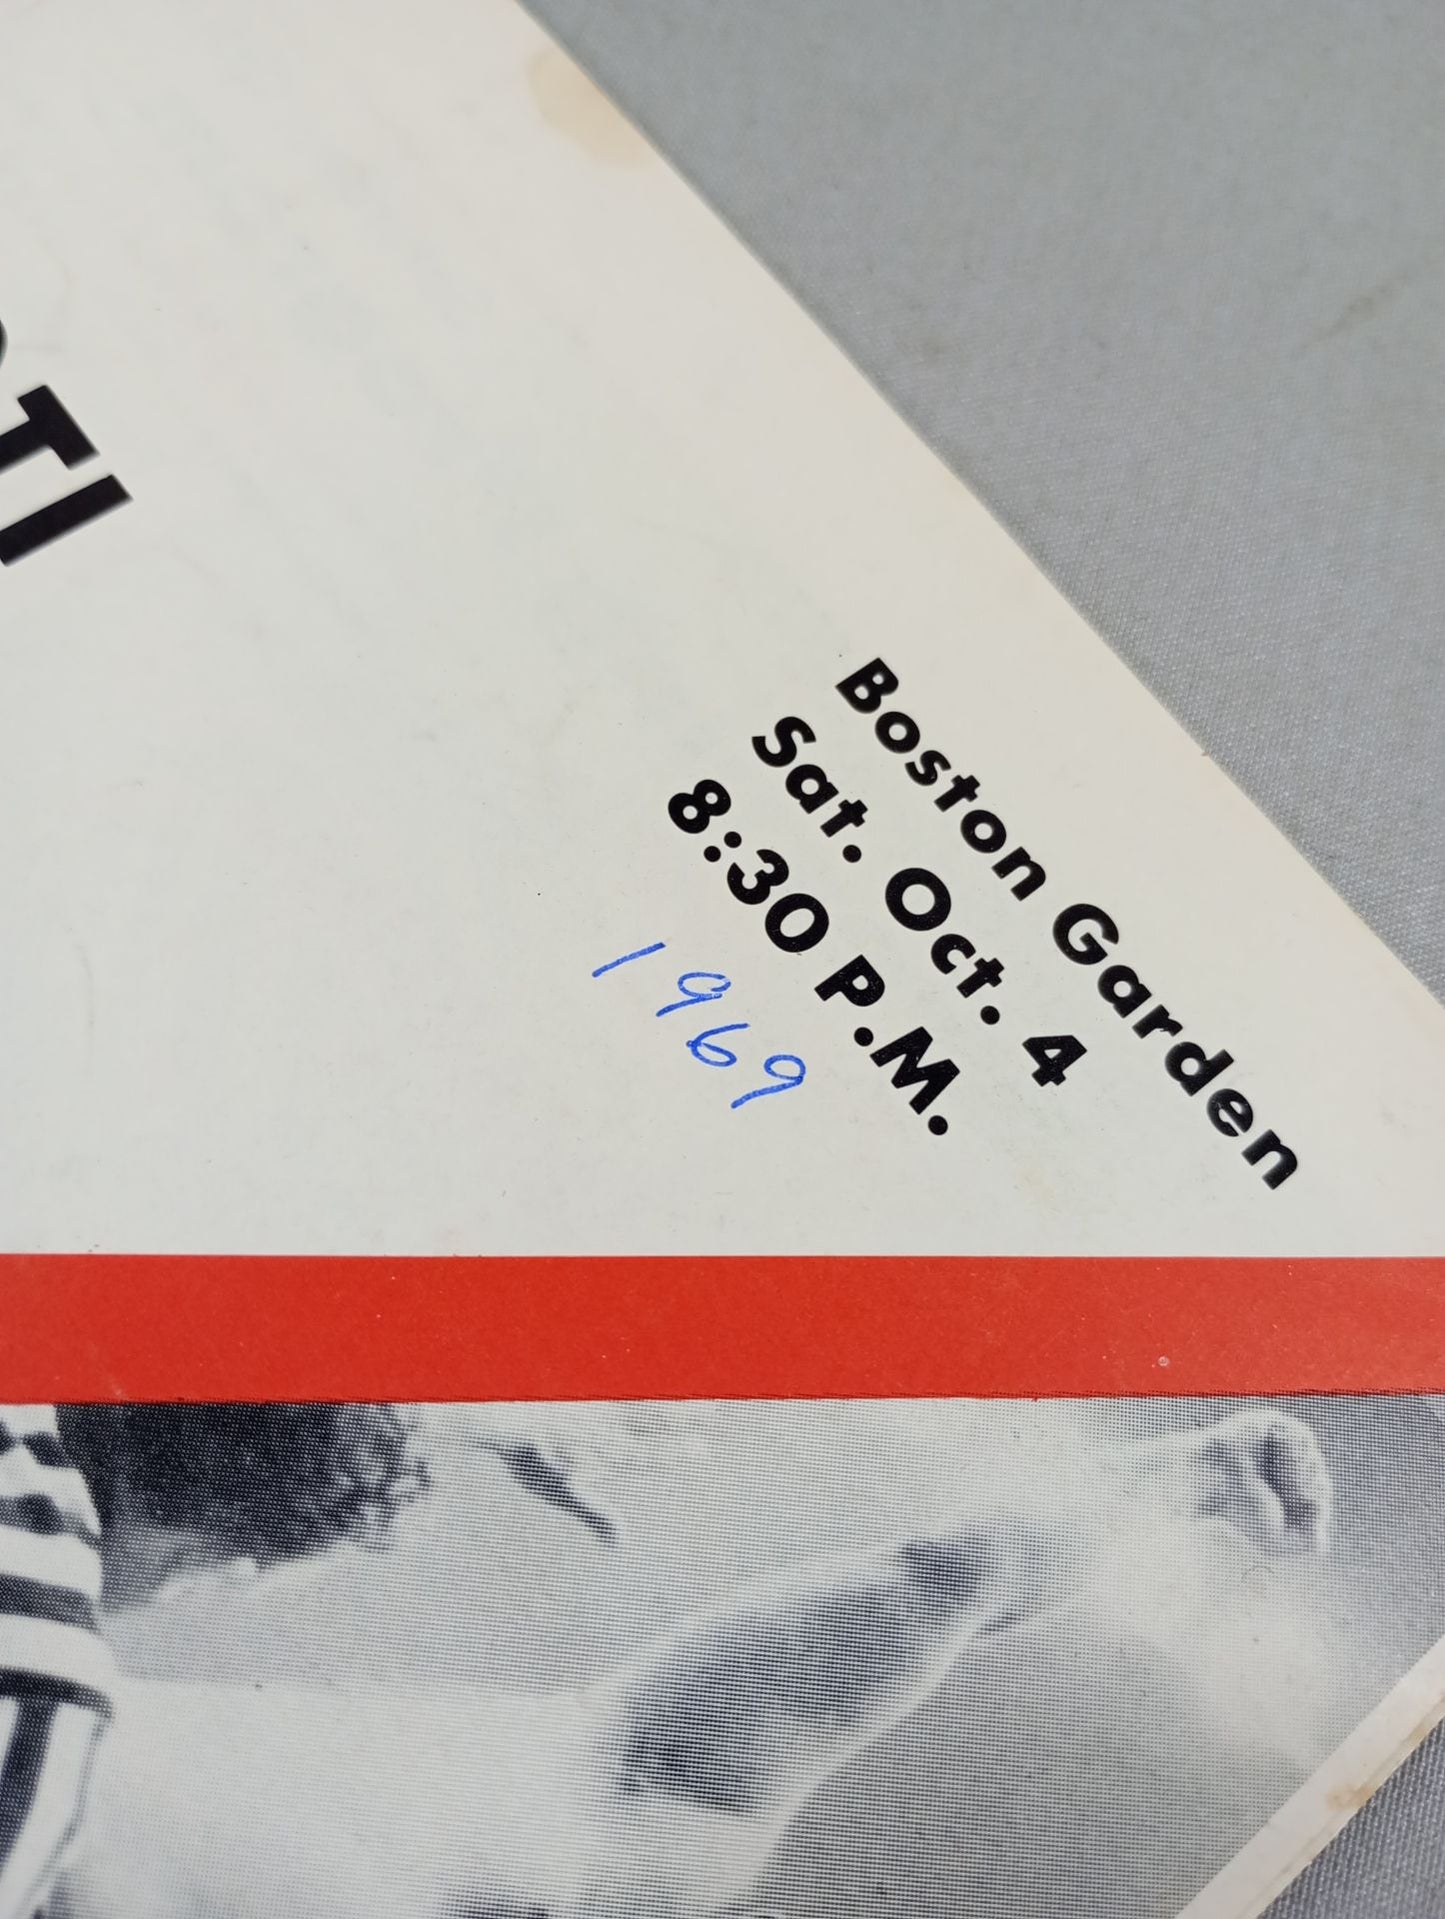 Boston Garden
Sat. Oct. 4
8:30 P.M.
1969